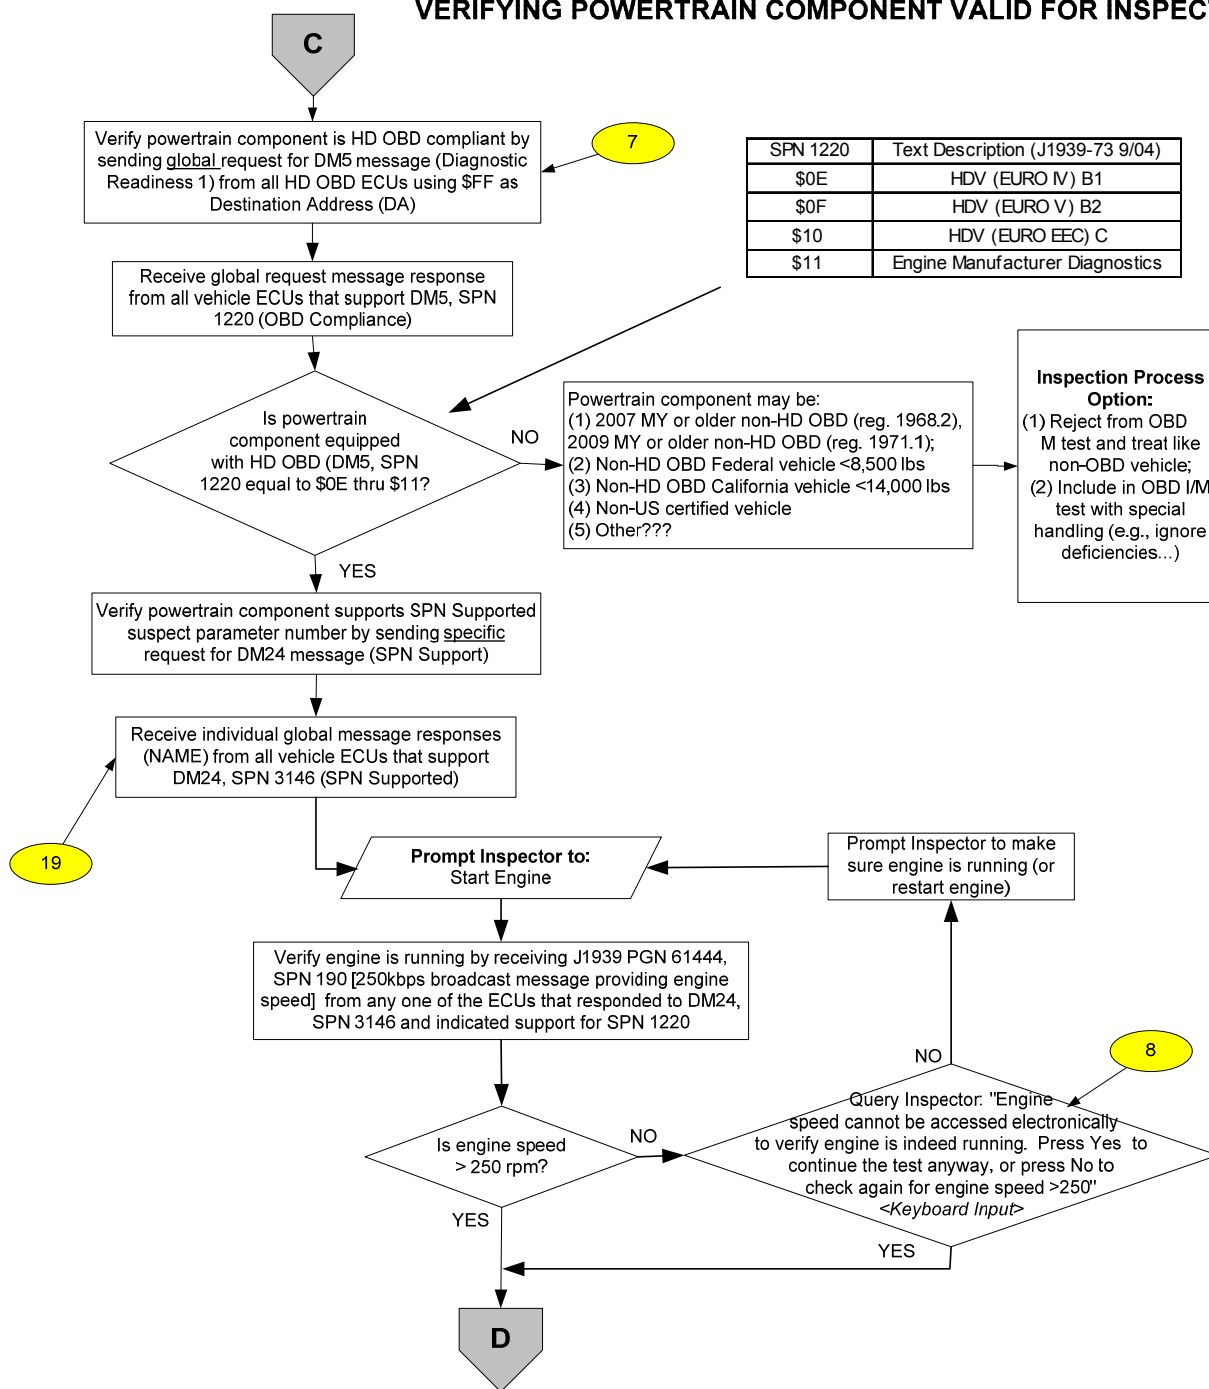 VERIFYING POWERTRAIN COMPONENT VALID FOR INSPECT
C
Verify powertrain component is HD OBD compliant by
sending global request for DM5 message (Diagnostic
Readiness 1) from all HD OBD ECUs using $FF as
Destination Address (DA)
7
SPN 1220 Text Description (J1939-73 9/04)
$0E HDV (EURO IV) B1
$0F HDV (EURO V) B2
$10 HDV (EURO EEC) C
$11 Engine Manufacturer Diagnostics
Receive global request message response
from all vehicle ECUs that support DM5, SPN
1220 (OBD Compliance)
Is powertrain
component equipped
with HD OBD (DM5, SPN
1220 equal to $0E thru $11?
NO
Powertrain component may be:
(1) 2007 MY or older non-HD OBD (reg. 1968.2),
2009 MY or older non-HD OBD (reg. 1971.1);
(2) Non-HD OBD Federal vehicle <8,500 lbs
(3) Non-HD OBD California vehicle <14,000 lbs
(4) Non-US certified vehicle
(5) Other???
Inspection Process
Option:
(1) Reject from OBD
M test and treat like
non-OBD vehicle;
(2) Include in OBD I/M
test with special
handling (e.g., ignore
deficiencies...)
YES
Verify powertrain component supports SPN Supported
suspect parameter number by sending specific
request for DM24 message (SPN Support)
Receive individual global message responses
(NAME) from all vehicle ECUs that support
DM24, SPN 3146 (SPN Supported)
19
Prompt Inspector to:
Start Engine
Prompt Inspector to make
sure engine is running (or
restart engine)
Verify engine is running by receiving J1939 PGN 61444,
SPN 190 [250kbps broadcast message providing engine
speed] from any one of the ECUs that responded to DM24,
SPN 3146 and indicated support for SPN 1220
NO
8
Is engine speed
> 250 rpm?
NO
Query Inspector: "Engine
speed cannot be accessed electronically
to verify engine is indeed running. Press Yes to
continue the test anyway, or press No to
check again for engine speed >250"
<Keyboard Input>
YES
YES
D